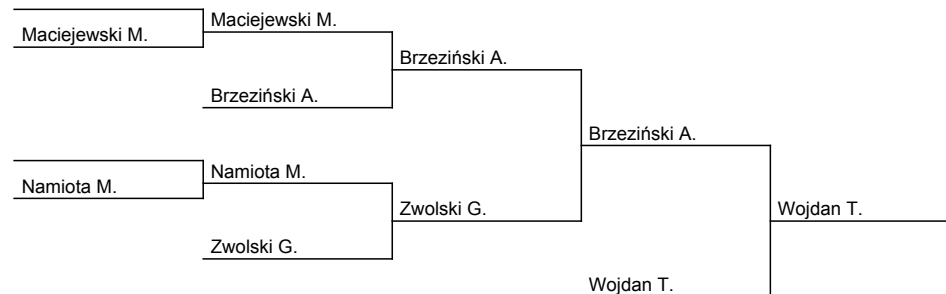 Maciejewski M.
Maciejewski M.
Brzeziński A.
Brzeziński A.
Brzeziński A.
Namiota M.
Namiota M.
Zwolski G.
Wojdan T.
Zwolski G.
Wojdan T.